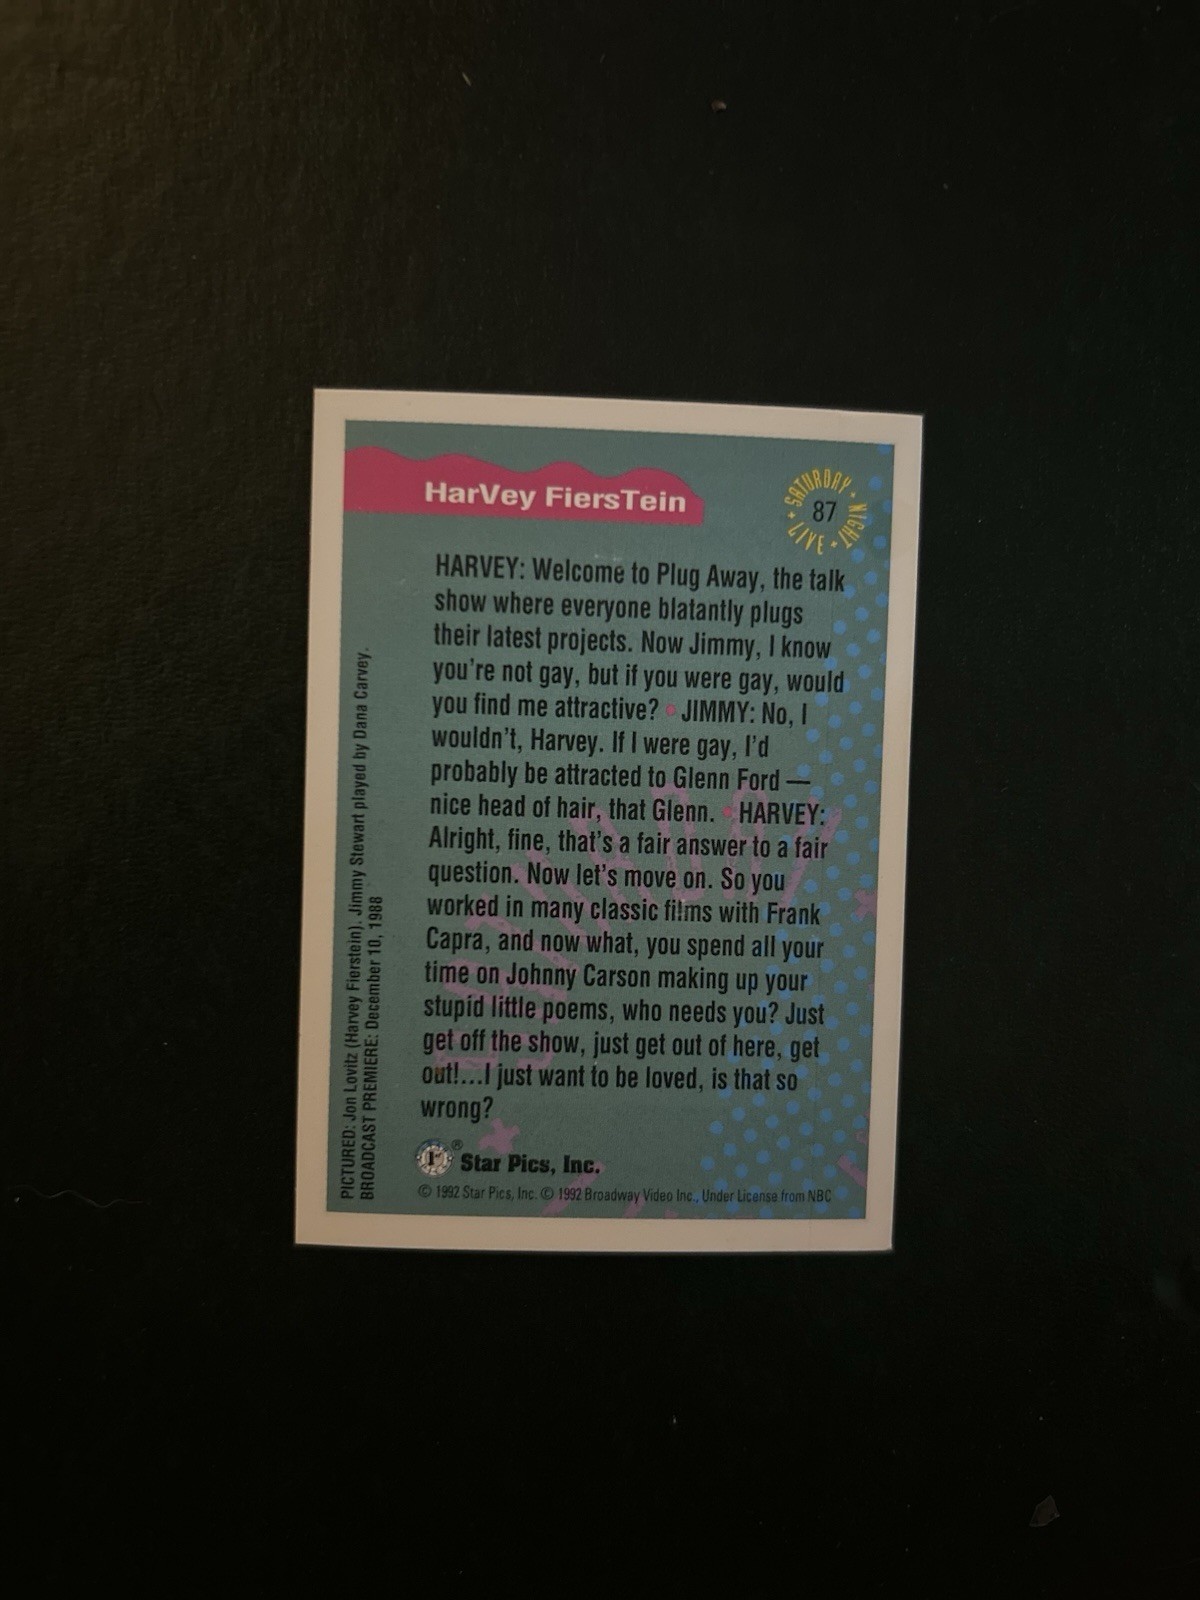 HarVey FiersTein
SATURDAY NIGHT LIVE
87
HARVEY: Welcome to Plug Away, the talk
show where everyone blatantly plugs
their latest projects. Now Jimmy, I know
you're not gay, but if you were gay, would
you find me attractive? • JIMMY: No, I
wouldn't, Harvey. If I were gay, I'd
probably be attracted to Glenn Ford —
nice head of hair, that Glenn. • HARVEY:
Alright, fine, that's a fair answer to a fair
question. Now let's move on. So you
worked in many classic films with Frank
Capra, and now what, you spend all your
time on Johnny Carson making up your
stupid little poems, who needs you? Just
get off the show, just get out of here, get
out!...I just want to be loved, is that so
wrong?
1st ® Star Pics, Inc.
© 1992 Star Pics, Inc. © 1992 Broadway Video Inc., Under License from NBC
PICTURED: Jon Lovitz (Harvey Fierstein). Jimmy Stewart played by Dana Carvey.
BROADCAST PREMIERE: December 10, 1988
SATURDAY